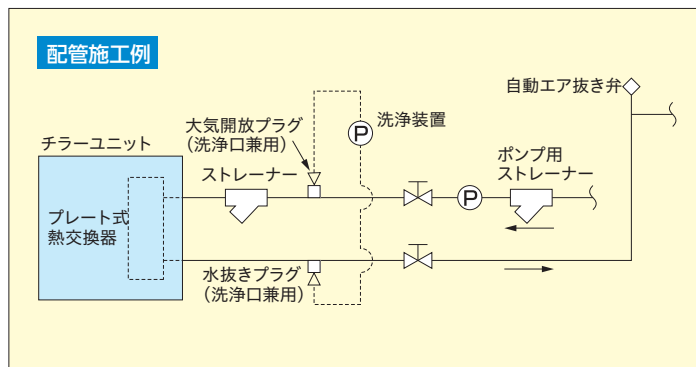 配管施工例
自動エア抜き弁
大気開放プラグ
(洗浄口兼用)
洗浄装置
P
チラーユニット
ストレーナー
ポンプ用
ストレーナー
P
プレート式
熱交換器
水抜きプラグ
(洗浄口兼用)